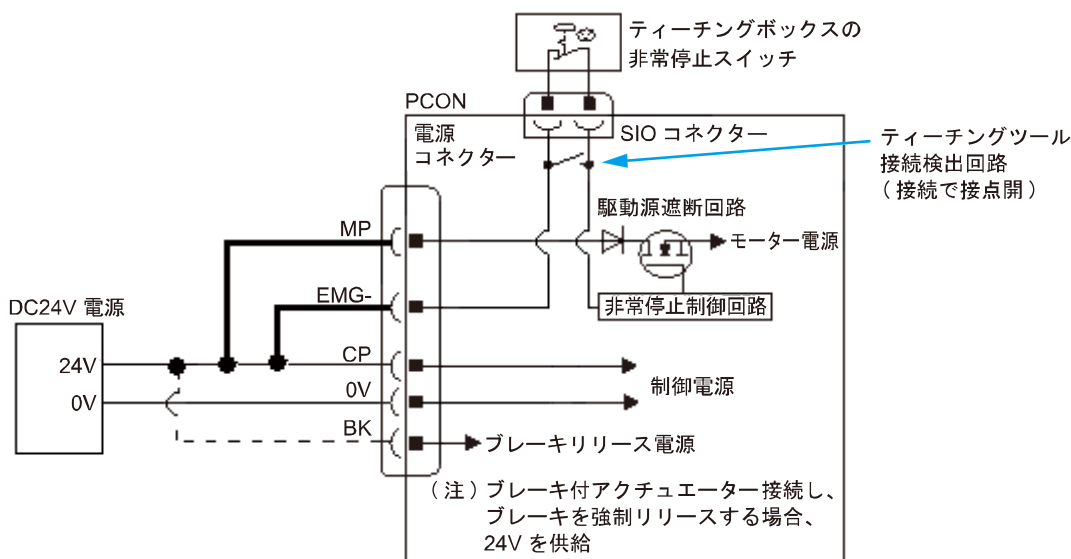 ティーチングボックスの
非常停止スイッチ
PCON
電源
コネクター
SIO コネクター
ティーチングツール
接続検出回路
(接続で接点開)
駆動源遮断回路
MP
モーター電源
EMG-
非常停止制御回路
DC24V 電源
24V
CP
0V
0V
制御電源
BK
ブレーキリリース電源
(注)ブレーキ付アクチュエーター接続し、
ブレーキを強制リリースする場合、
24V を供給